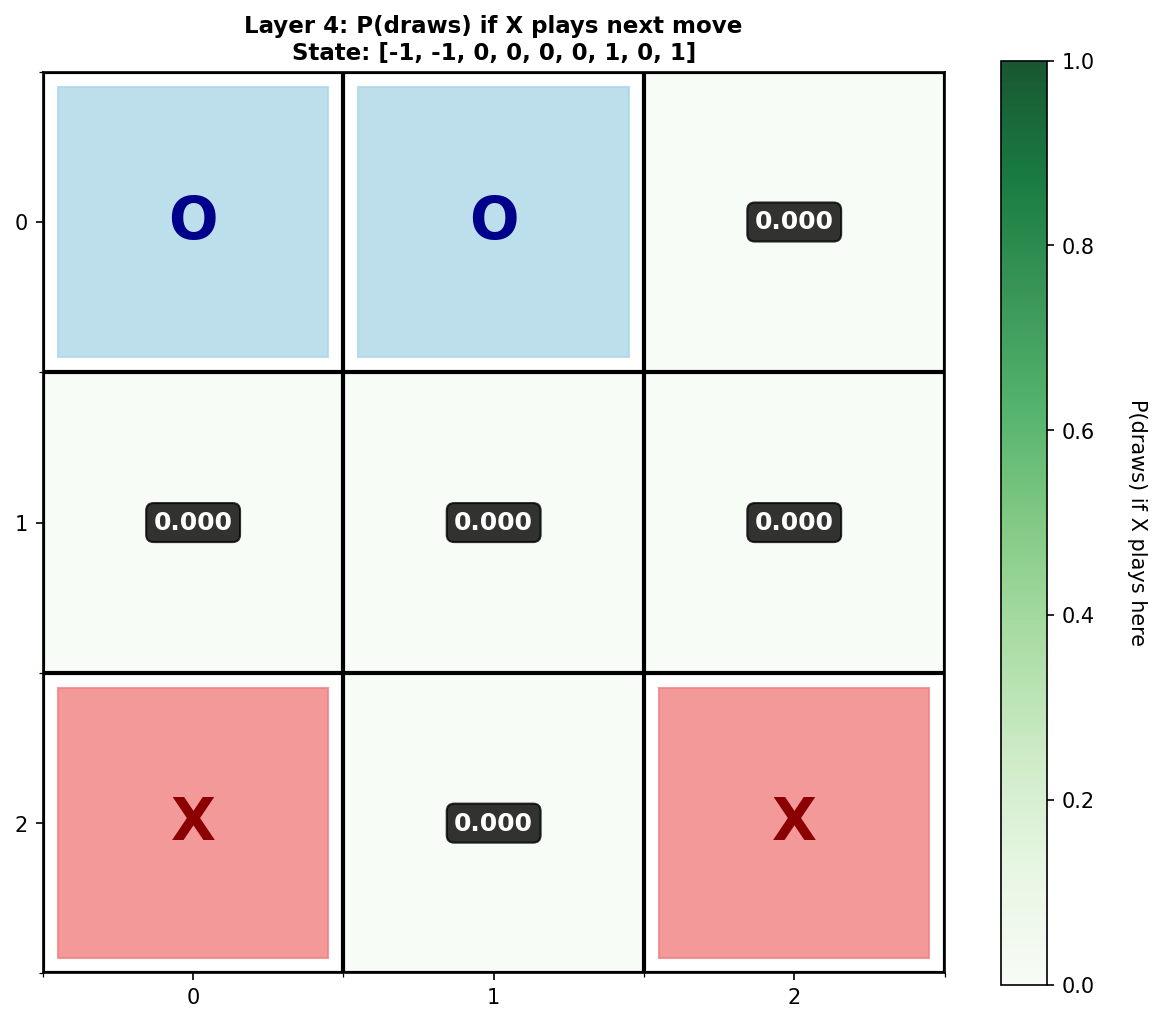 Layer 4: P(draws) if X plays next move
State: [-1, -1, 0, 0, 0, 0, 1, 0, 1]
0
O
O
0.000
1
0.000
0.000
0.000
2
X
0.000
X
0
1
2
1.0
0.8
0.6
0.4
0.2
0.0
P(draws) if X plays here